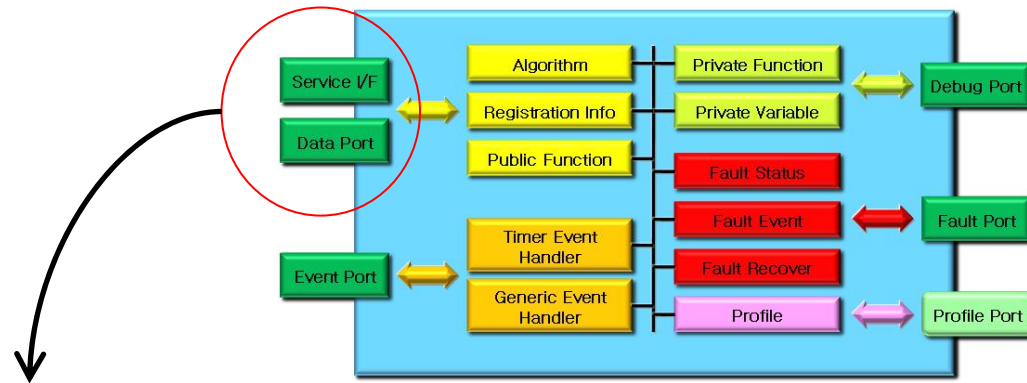 Service I/F
Data Port
Event Port
Algorithm
Registration Info
Public Function
Timer Event
Handler
Generic Event
Handler
Private Function
Private Variable
Fault Status
Fault Event
Fault Recover
Profile
Debug Port
Fault Port
Profile Port